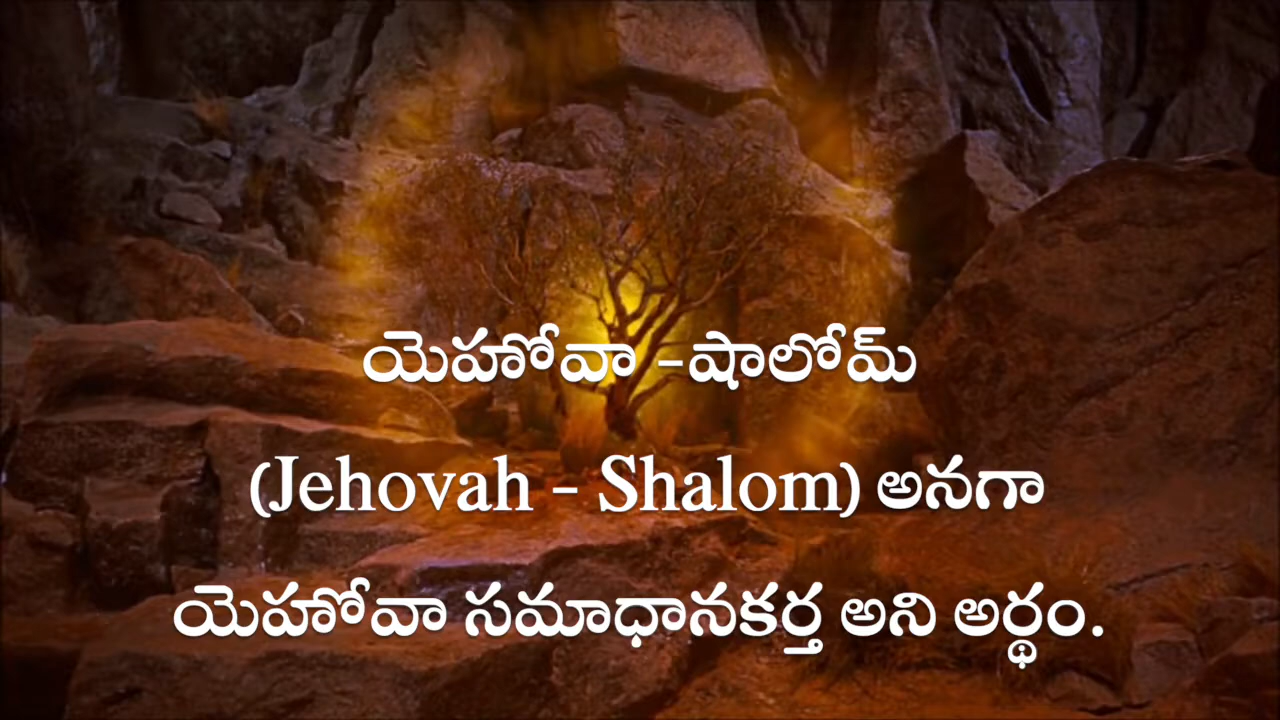 యెహోవా -షాలోమ్
(Jehovah - Shalom) అనగా
యెహోవా సమాధానకర్త అని అర్థం.